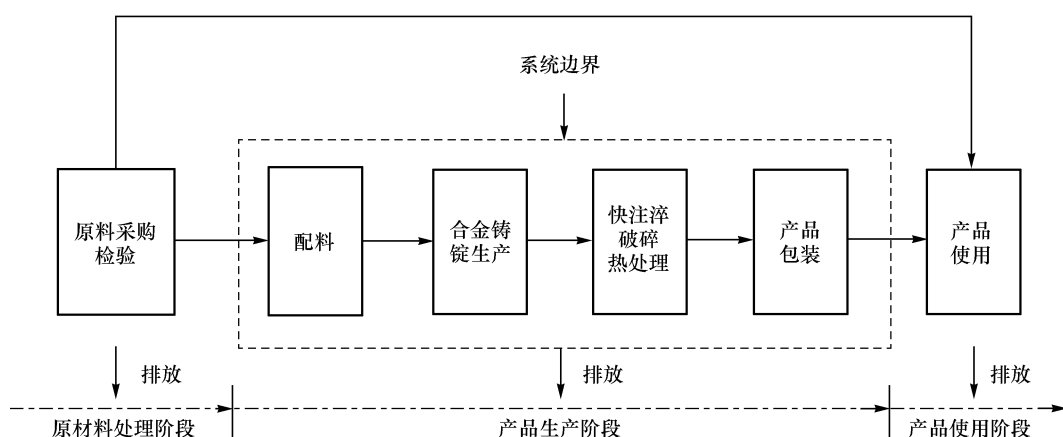 系统边界
原料采购
检验
配料
合金铸
锭生产
快注淬
破碎
热处理
产品
包装
产品
使用
排放
排放
排放
原材料处理阶段
产品生产阶段
产品使用阶段